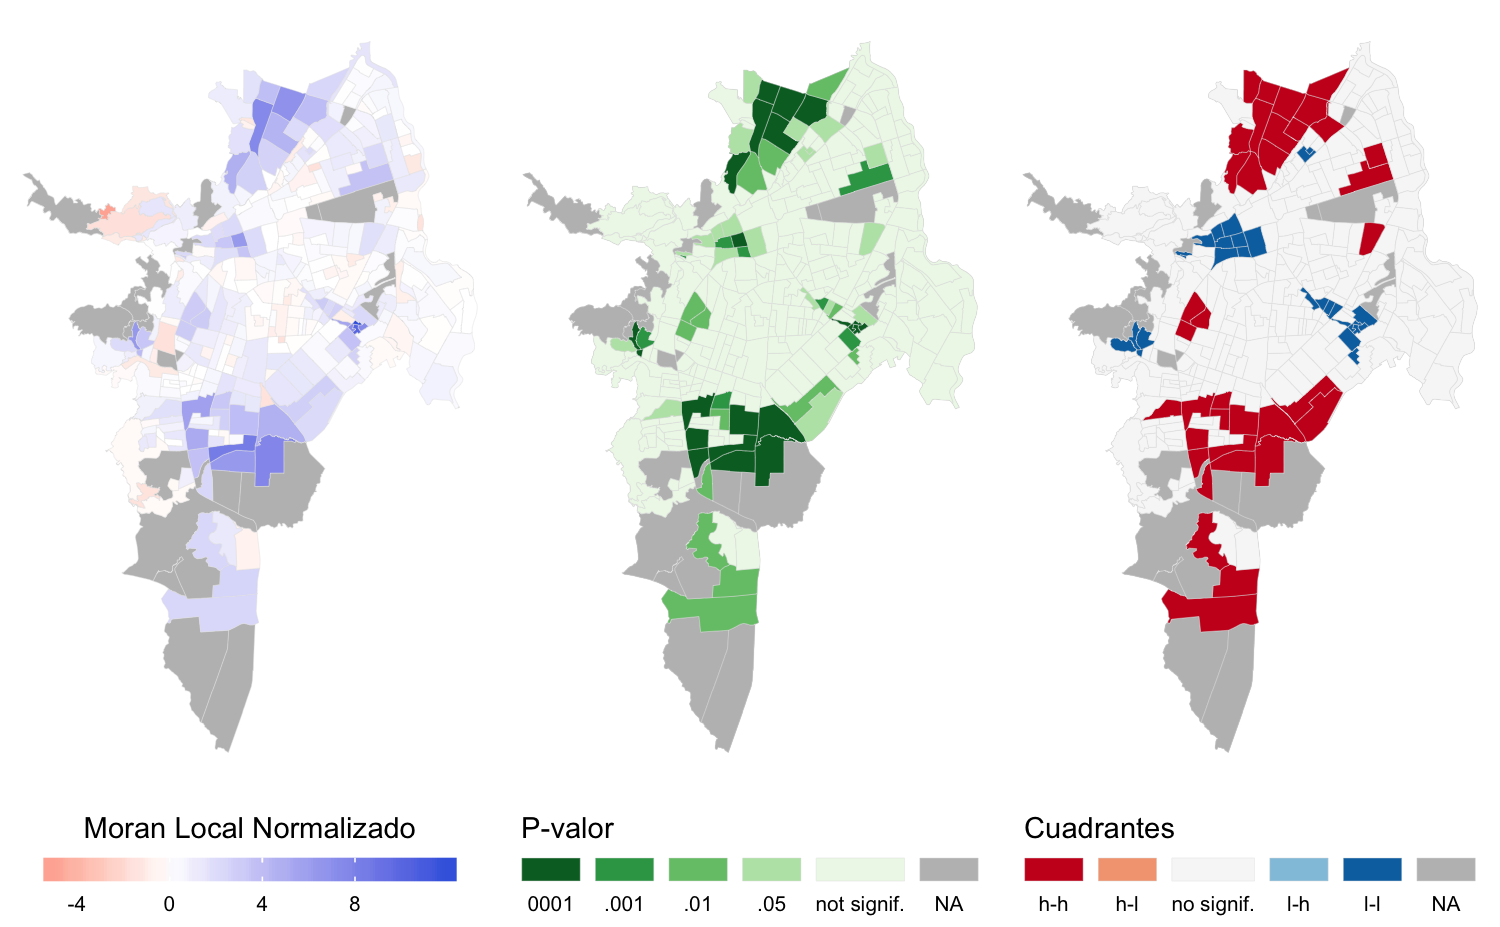 Moran Local Normalizado
-4 0 4 8
P-valor
0001 .001 .01 .05 not signif. NA
Cuadrantes
h-h h-l no signif. l-h l-l NA